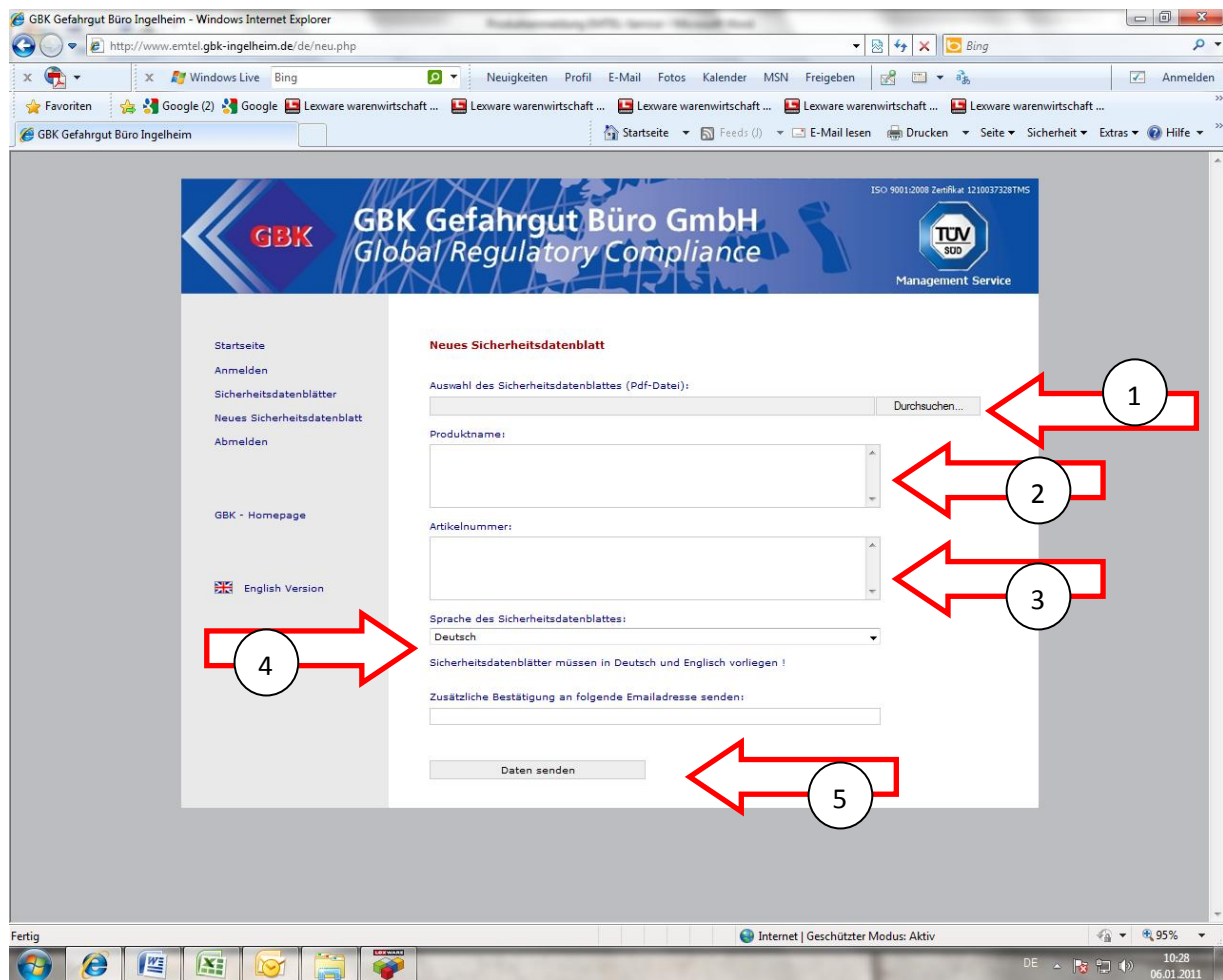 GBK Gefahrgut Büro Ingelheim - Windows Internet Explorer
http://www.emtel.gbk-ingelheim.de/de/neu.php
Bing
x
x Windows Live Bing Neuigkeiten Profil E-Mail Fotos Kalender MSN Freigeben Anmelden
Favoriten Google (2) Google Lexware warenwirtschaft ... Lexware warenwirtschaft ... Lexware warenwirtschaft ... Lexware warenwirtschaft ... Lexware warenwirtschaft ...
GBK Gefahrgut Büro Ingelheim Startseite Feeds (J) E-Mail lesen Drucken Seite Sicherheit Extras Hilfe
ISO 9001:2008 Zertifikat 1210037328TMS
GBK
GBK Gefahrgut Büro GmbH
Global Regulatory Compliance
TÜV
SÜD
Management Service
Startseite
Anmelden
Sicherheitsdatenblätter
Neues Sicherheitsdatenblatt
Abmelden
GBK - Homepage
English Version
Neues Sicherheitsdatenblatt
Auswahl des Sicherheitsdatenblattes (Pdf-Datei):
Durchsuchen...
1
Produktname:
2
Artikelnummer:
3
Sprache des Sicherheitsdatenblattes:
Deutsch
4
Sicherheitsdatenblätter müssen in Deutsch und Englisch vorliegen !
Zusätzliche Bestätigung an folgende Emailadresse senden:
Daten senden
5
Fertig Internet | Geschützter Modus: Aktiv 95%
LEXWARE
DE 10:28
06.01.2011